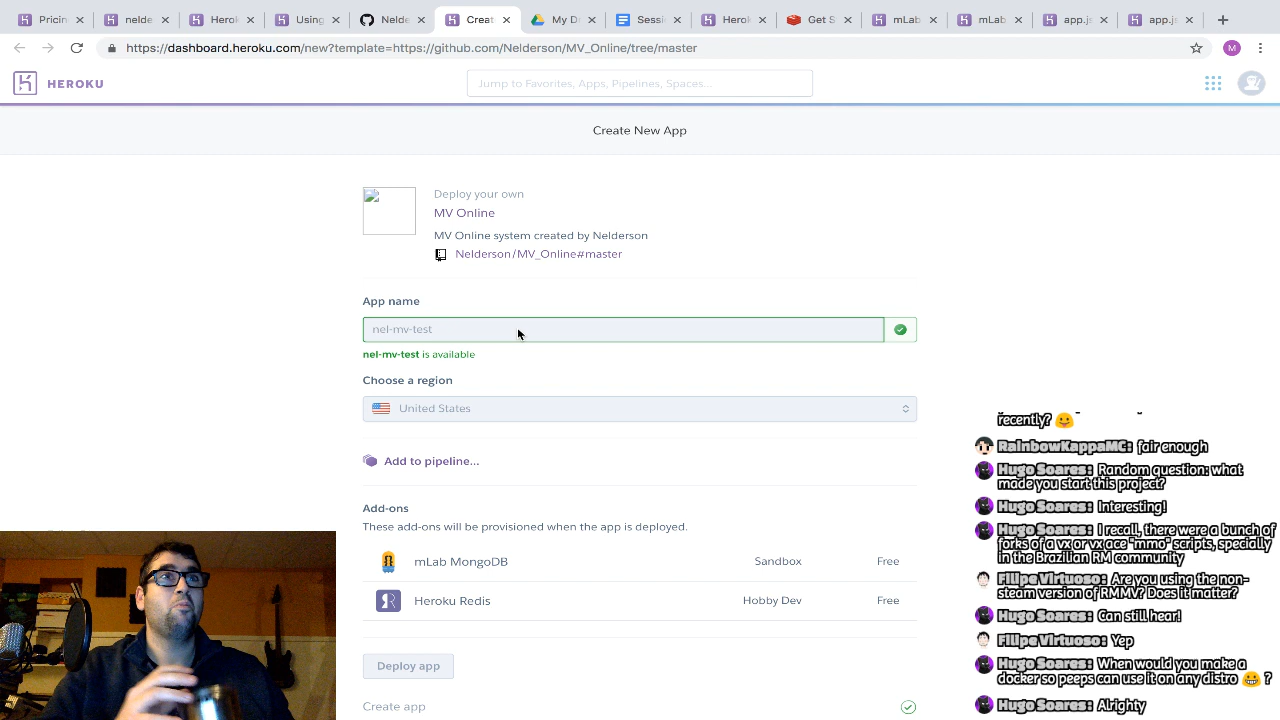 Pricin
nelde
Herok
Using
Nelde
Creat
My D
Sessi
Herok
Get S
mLab
mLab
app.js
app.js
https://dashboard.heroku.com/new?template=https://github.com/Nelderson/MV_Online/tree/master
M
HEROKU
Jump to Favorites, Apps, Pipelines, Spaces...
Create New App
Deploy your own
MV Online
MV Online system created by Nelderson
Nelderson/MV_Online#master
App name
nel-mv-test
nel-mv-test is available
Choose a region
United States
Add to pipeline...
Add-ons
These add-ons will be provisioned when the app is deployed.
mLab MongoDB Sandbox Free
Heroku Redis Hobby Dev Free
Deploy app
Create app
recently? 😛
RainbowKappaMC: fair enough
Hugo Soares: Random question: what
made you start this project?
Hugo Soares: Interesting!
Hugo Soares: I recall, there were a bunch of
forks of a vx or vx ace "mmo" scripts, specially
in the Brazilian RM community
Filipe Virtuoso: Are you using the non-
steam version of RMMV? Does it matter?
Hugo Soares: Can still hear!
Filipe Virtuoso: Yep
Hugo Soares: When would you make a
docker so peeps can use it on any distro 😀 ?
Hugo Soares: Alrighty